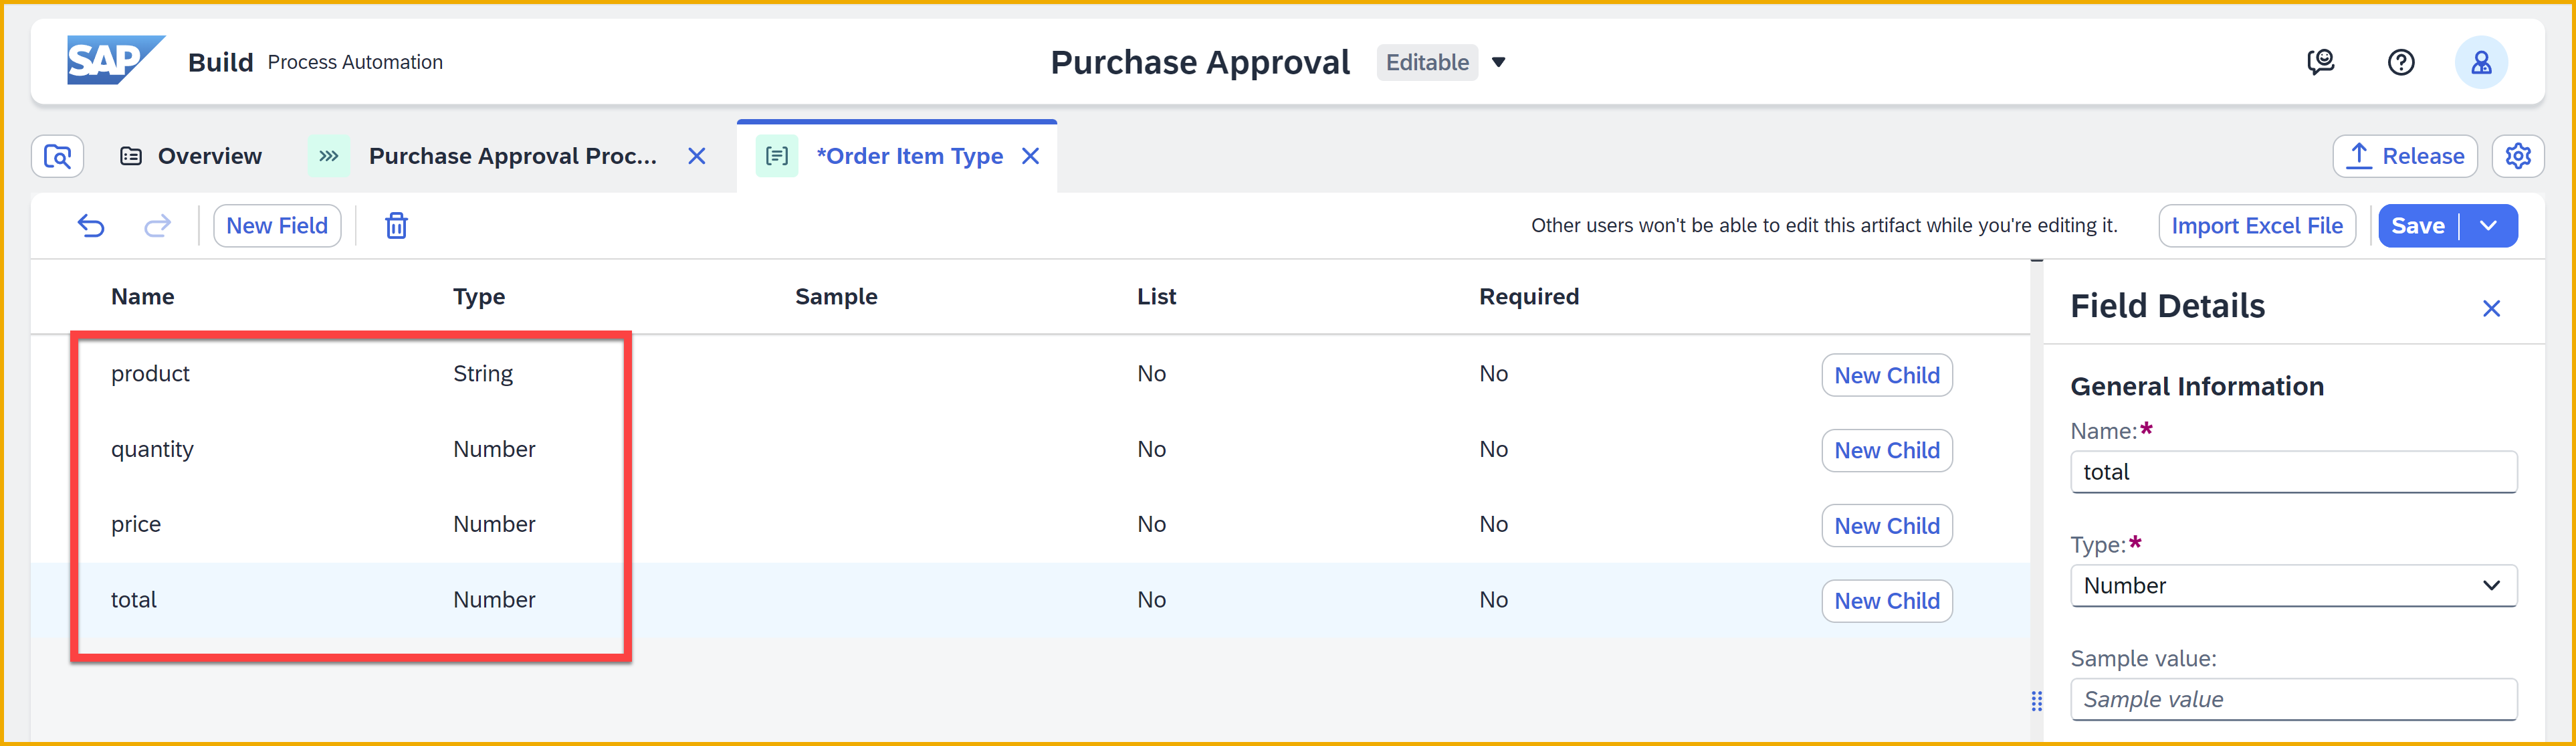 SAP Build Process Automation Purchase Approval Editable
Overview Purchase Approval Proc... *Order Item Type Release
New Field Other users won't be able to edit this artifact while you're editing it. Import Excel File Save
Name Type Sample List Required
product String No No New Child
quantity Number No No New Child
price Number No No New Child
total Number No No New Child
Field Details
General Information
Name:*
total
Type:*
Number
Sample value:
Sample value